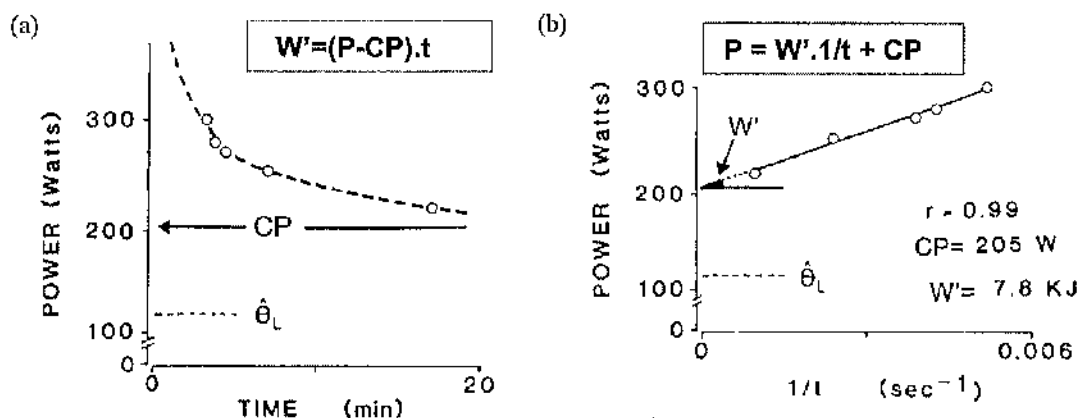 (a)
W'=(P-CP).t
POWER (Watts)
300
200
100
0
CP
θ̂L
0
20
TIME (min)
(b)
P = W'.1/t + CP
POWER (Watts)
300
200
100
0
W'
r = 0.99
CP= 205 W
W'= 7.8 KJ
θ̂L
0
0.006
1/t (sec⁻¹)